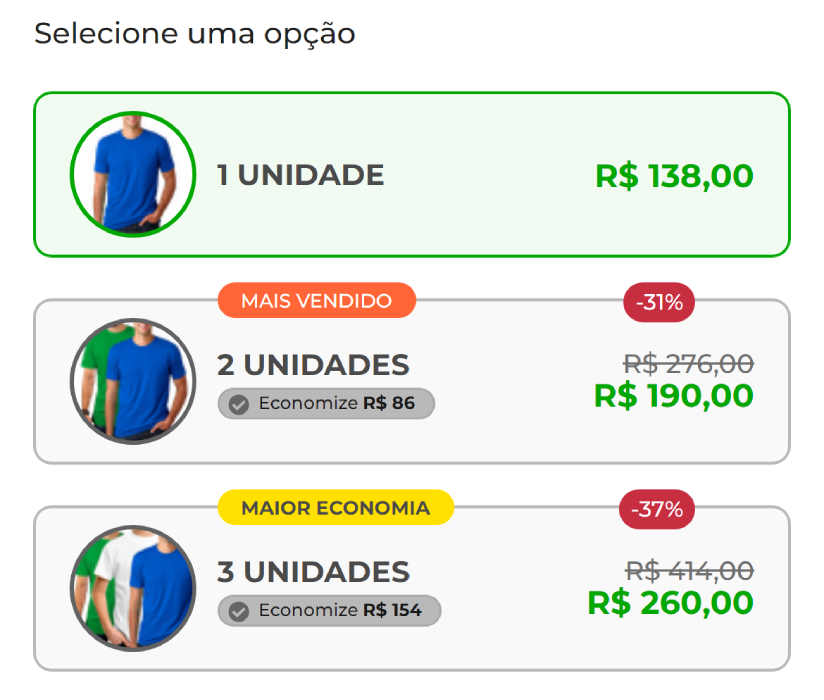 Selecione uma opção
1 UNIDADE
R$ 138,00
MAIS VENDIDO
-31%
2 UNIDADES
R$ 276,00
Economize R$ 86
R$ 190,00
MAIOR ECONOMIA
-37%
3 UNIDADES
R$ 414,00
Economize R$ 154
R$ 260,00